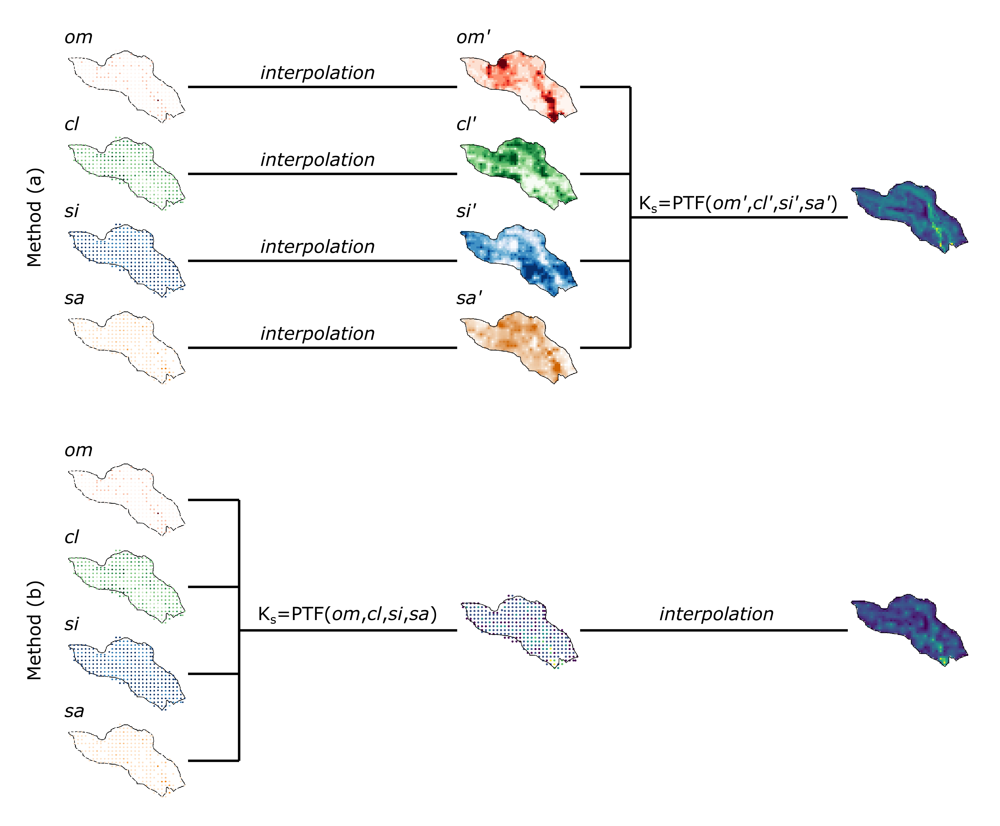 Method (a)
om
interpolation
om'
cl
interpolation
cl'
si
interpolation
si'
sa
interpolation
sa'
Kₛ=PTF(om',cl',si',sa')
Method (b)
om
cl
si
sa
Kₛ=PTF(om,cl,si,sa)
interpolation